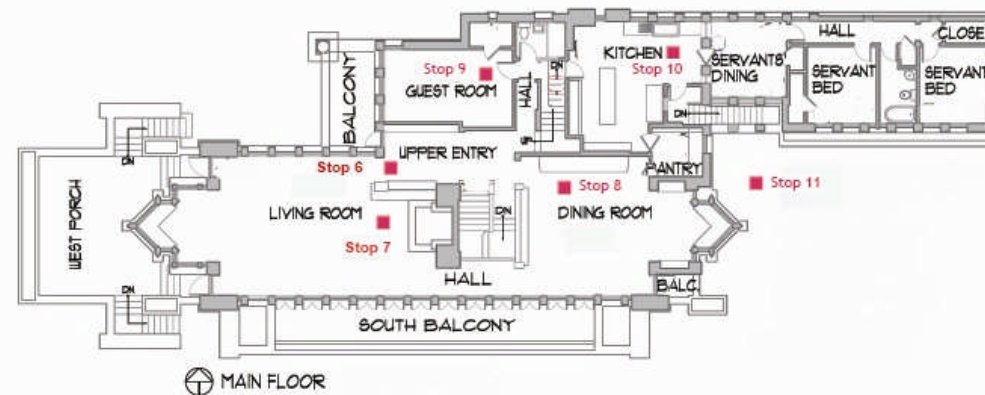 HALL
CLOSE
KITCHEN
Stop 10
DN
SERVANTS'
DINING
SERVANT
BED
SERVANT
BED
Stop 9
GUEST ROOM
HALL
BALCONY
DN
DN
UP
UPPER ENTRY
PANTRY
Stop 6
Stop 8
Stop 11
WEST PORCH
LIVING ROOM
DN
DINING ROOM
Stop 7
HALL
BALC.
DN
SOUTH BALCONY
MAIN FLOOR